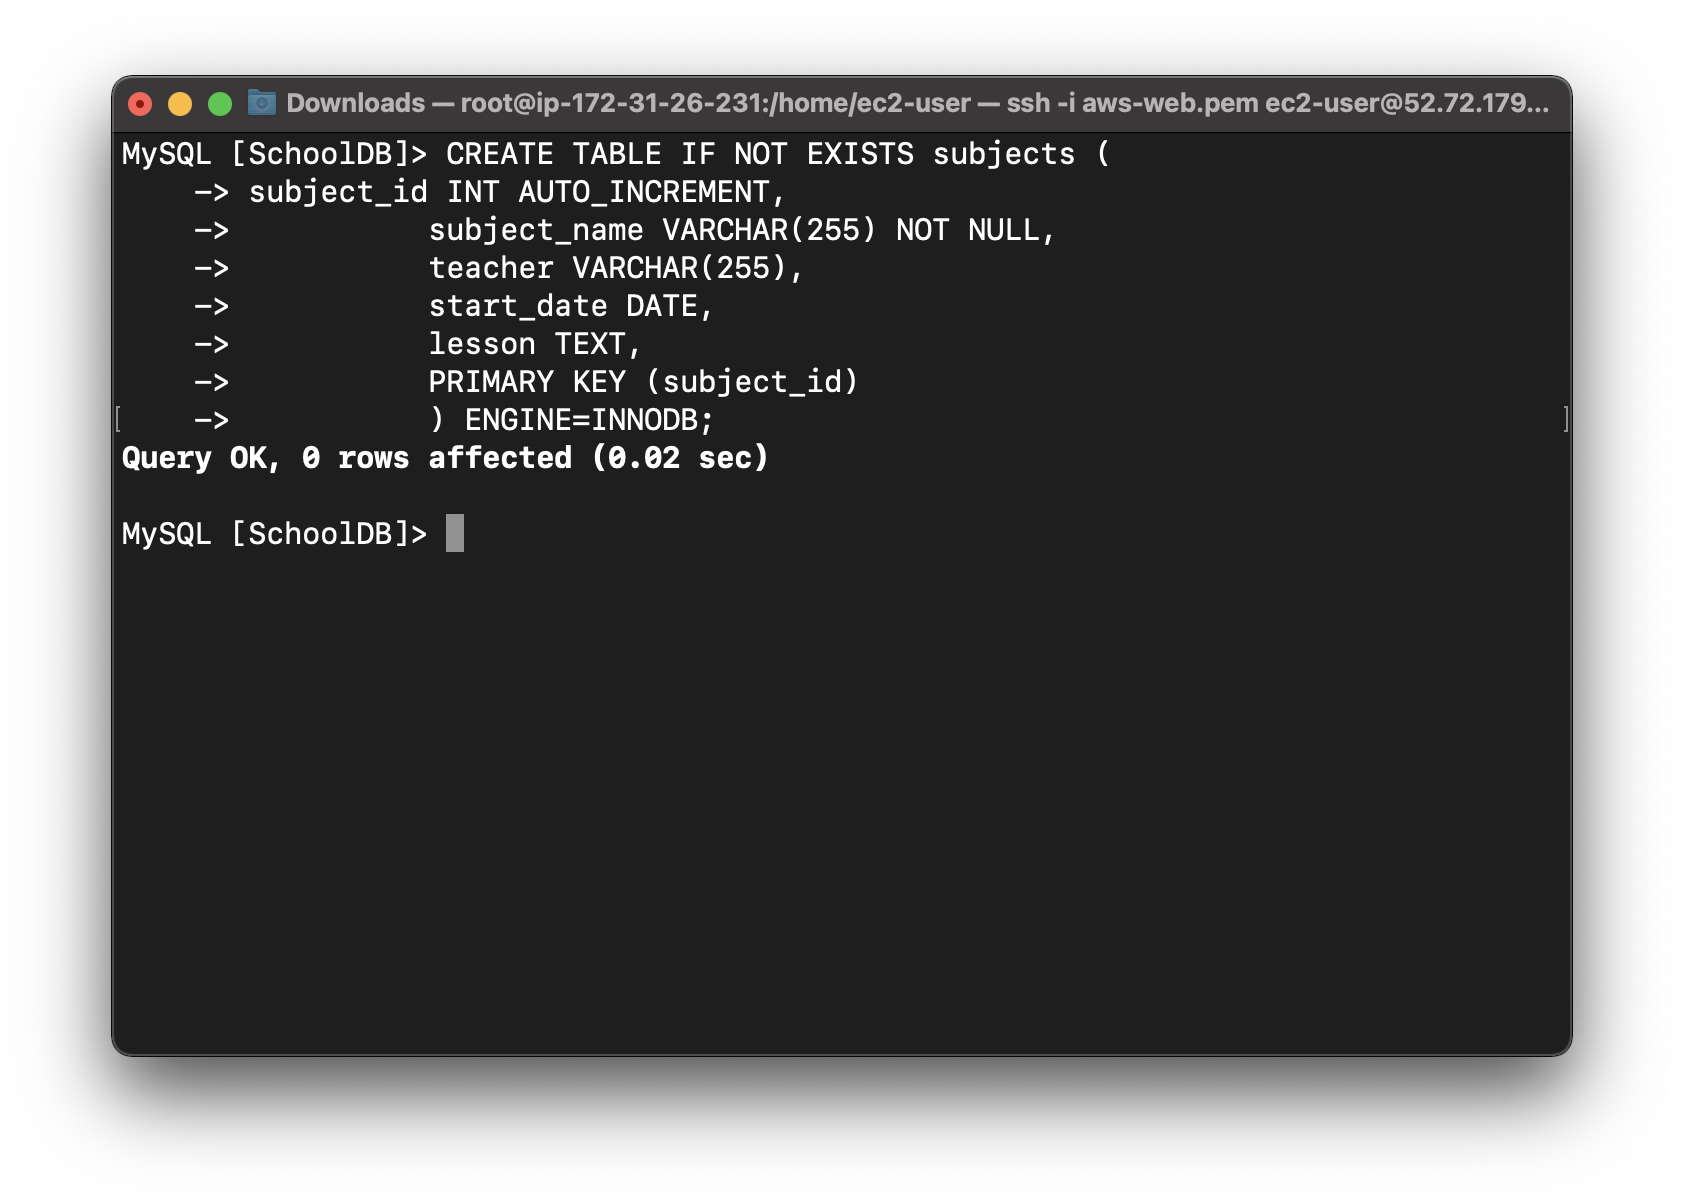 Downloads — root@ip-172-31-26-231:/home/ec2-user — ssh -i aws-web.pem ec2-user@52.72.179...
MySQL [SchoolDB]> CREATE TABLE IF NOT EXISTS subjects (
    -> subject_id INT AUTO_INCREMENT,
    ->           subject_name VARCHAR(255) NOT NULL,
    ->           teacher VARCHAR(255),
    ->           start_date DATE,
    ->           lesson TEXT,
    ->           PRIMARY KEY (subject_id)
[    ->           ) ENGINE=INNODB; ]
Query OK, 0 rows affected (0.02 sec)
MySQL [SchoolDB]>